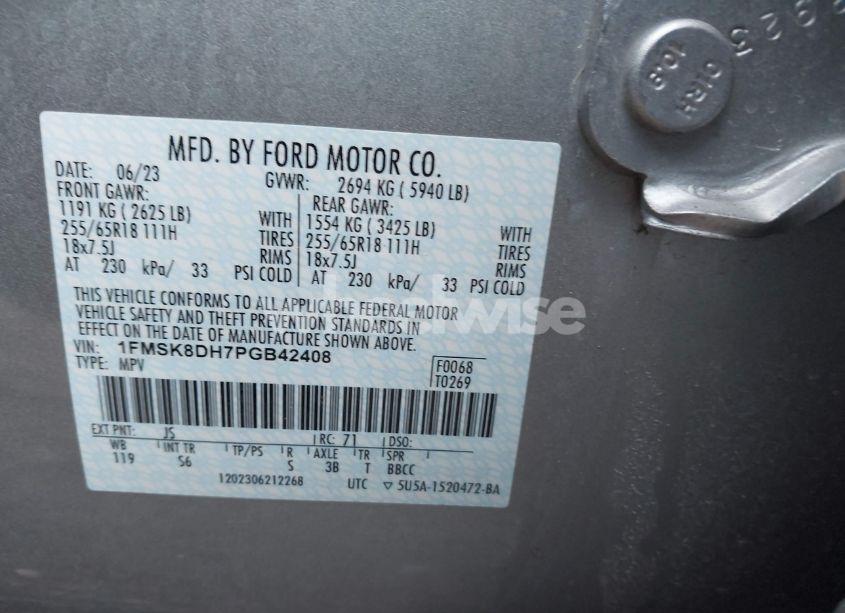 3923
OIRH
10.8
MFD. BY FORD MOTOR CO.
DATE: 06/23 GVWR: 2694 KG ( 5940 LB)
FRONT GAWR: REAR GAWR:
1191 KG ( 2625 LB) WITH 1554 KG ( 3425 LB) WITH
255/65R18 111H TIRES 255/65R18 111H TIRES
18x7.5J RIMS 18x7.5J RIMS
AT 230 kPa/ 33 PSI COLD AT 230 kPa/ 33 PSI COLD
THIS VEHICLE CONFORMS TO ALL APPLICABLE FEDERAL MOTOR
VEHICLE SAFETY AND THEFT PREVENTION STANDARDS IN
EFFECT ON THE DATE OF MANUFACTURE SHOWN ABOVE.
VIN: 1FMSK8DH7PGB42408
TYPE: MPV
F0068
T0269
EXT PNT: JS RC: 71 DSO:
WB INT TR TP/PS R AXLE TR SPR
119 S6 S 3B T BBCC
1202306212268 UTC ▽ 5U5A-1520472-BA